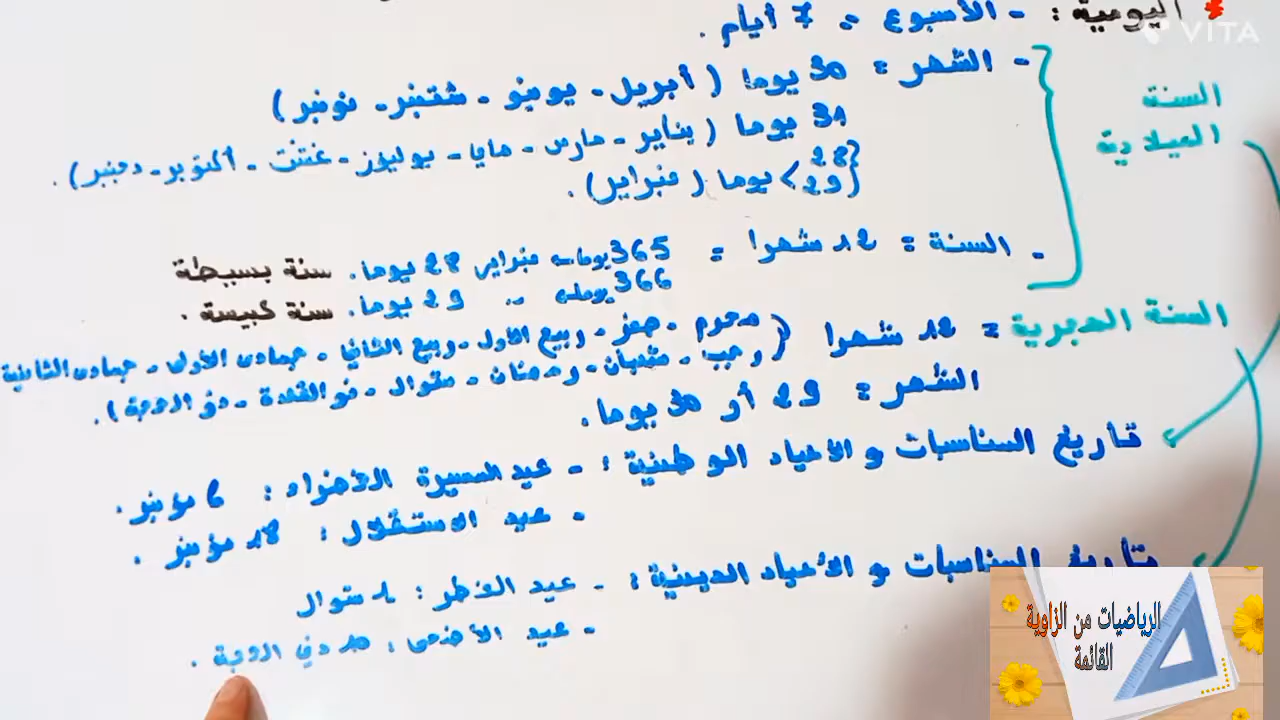 * اليومية : - الأسبوع = 7 أيام .
- الشهر = 30 يوما ( أبريل - يونيو - شتنبر - نونبر )
31 يوما ( يناير - مارس - ماي - يوليوز - غشت - أكتوبر - دجنبر ) .
28
29 > يوما ( فبراير ) .
السنة
الميلادية
- السنة = 12 شهرا = 365 يوما → فبراير 28 يوما . سنة بسيطة
366 يوما → " 29 يوما . سنة كبيسة .
السنة الهجرية = 12 شهرا ( محرم - صفر - ربيع الأول - ربيع الثاني - جمادى الأولى - جمادى الثانية
رجب - شعبان - رمضان - شوال - ذو القعدة - ذو الحجة ) .
الشهر = 29 أو 30 يوما .
تاريخ المناسبات و الأعياد الوطنية : - عيد المسيرة الخضراء : 6 نونبر .
- عيد الاستقلال : 18 نونبر .
تاريخ المناسبات و الأعياد الدينية : - عيد الفطر : 1 شوال
- عيد الأضحى : 10 ذي الحجة .
VITA
الرياضيات من الزاوية
القائمة